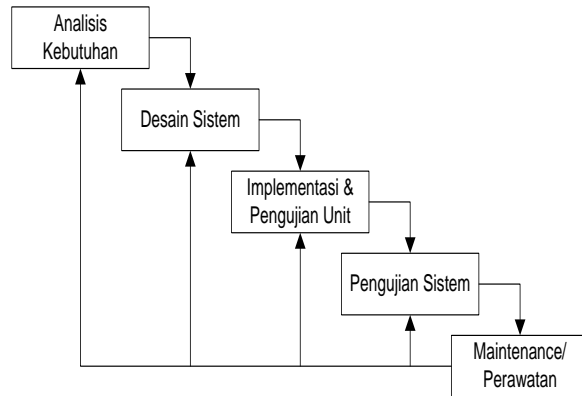 Analisis
Kebutuhan
Desain Sistem
Implementasi &
Pengujian Unit
Pengujian Sistem
Maintenance/
Perawatan